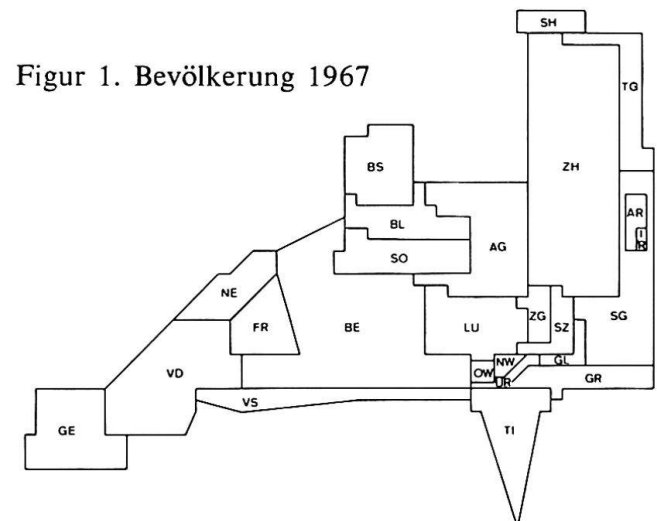 SH
Figur 1. Bevölkerung 1967
TG
BS
ZH
AR
BL
I
R
AG
SO
NE
ZG
SZ
SG
FR
BE
LU
NW
GL
VD
OW
UR
GR
VS
GE
TI